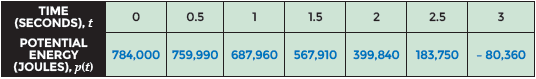 TIME (SECONDS), t 0 0.5 1 1.5 2 2.5 3
POTENTIAL ENERGY (JOULES), p(t) 784,000 759,990 687,960 567,910 399,840 183,750 – 80,360